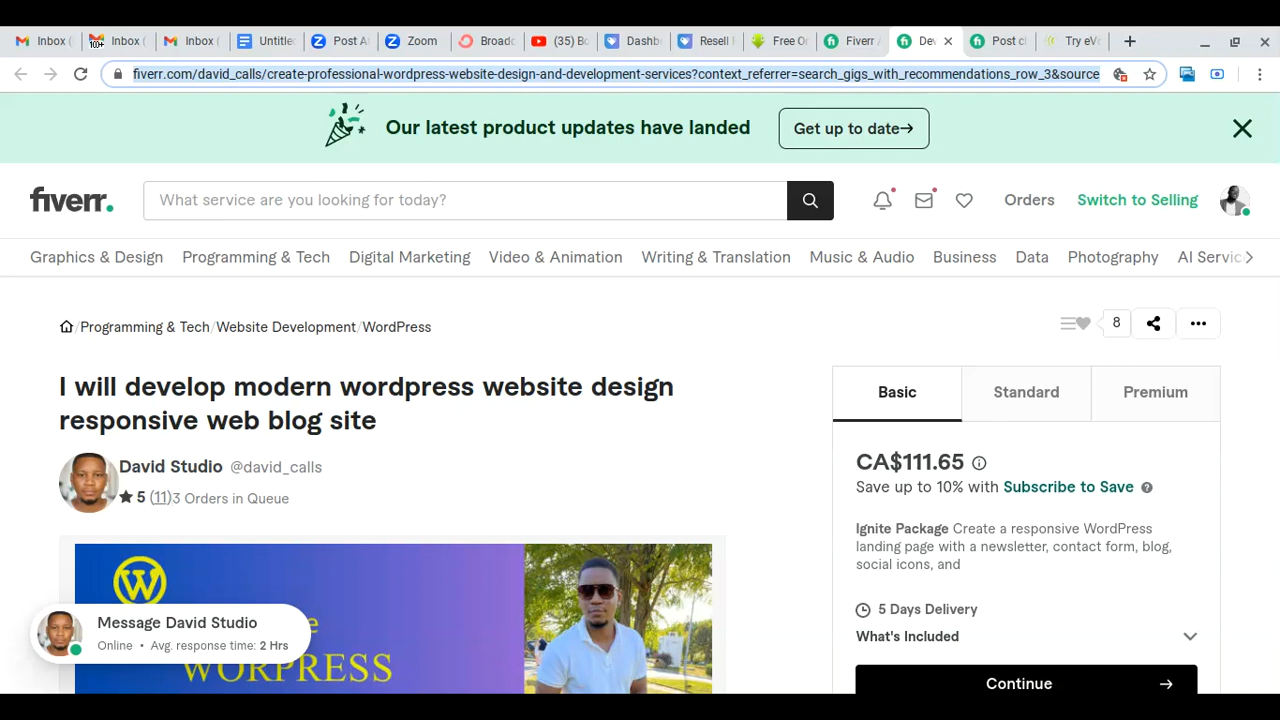 Inbox (
100+
Inbox (
Inbox (
Untitle
Post A
Zoom
Broadc
(35) Bo
Dashb
Resell
Free O
Fiverr /
Dev
Post c
Try eV
fiverr.com/david_calls/create-professional-wordpress-website-design-and-development-services?context_referrer=search_gigs_with_recommendations_row_3&source
Our latest product updates have landed
Get up to date→
fiverr.
What service are you looking for today?
Orders
Switch to Selling
Graphics & Design
Programming & Tech
Digital Marketing
Video & Animation
Writing & Translation
Music & Audio
Business
Data
Photography
AI Servic
/Programming & Tech/Website Development/WordPress
8
I will develop modern wordpress website design
responsive web blog site
David Studio @david_calls
5 (11)3 Orders in Queue
Basic
Standard
Premium
CA$111.65
Save up to 10% with Subscribe to Save
Ignite Package Create a responsive WordPress
landing page with a newsletter, contact form, blog,
social icons, and
5 Days Delivery
What's Included
Continue
WORPRESS
Message David Studio
Online • Avg. response time: 2 Hrs